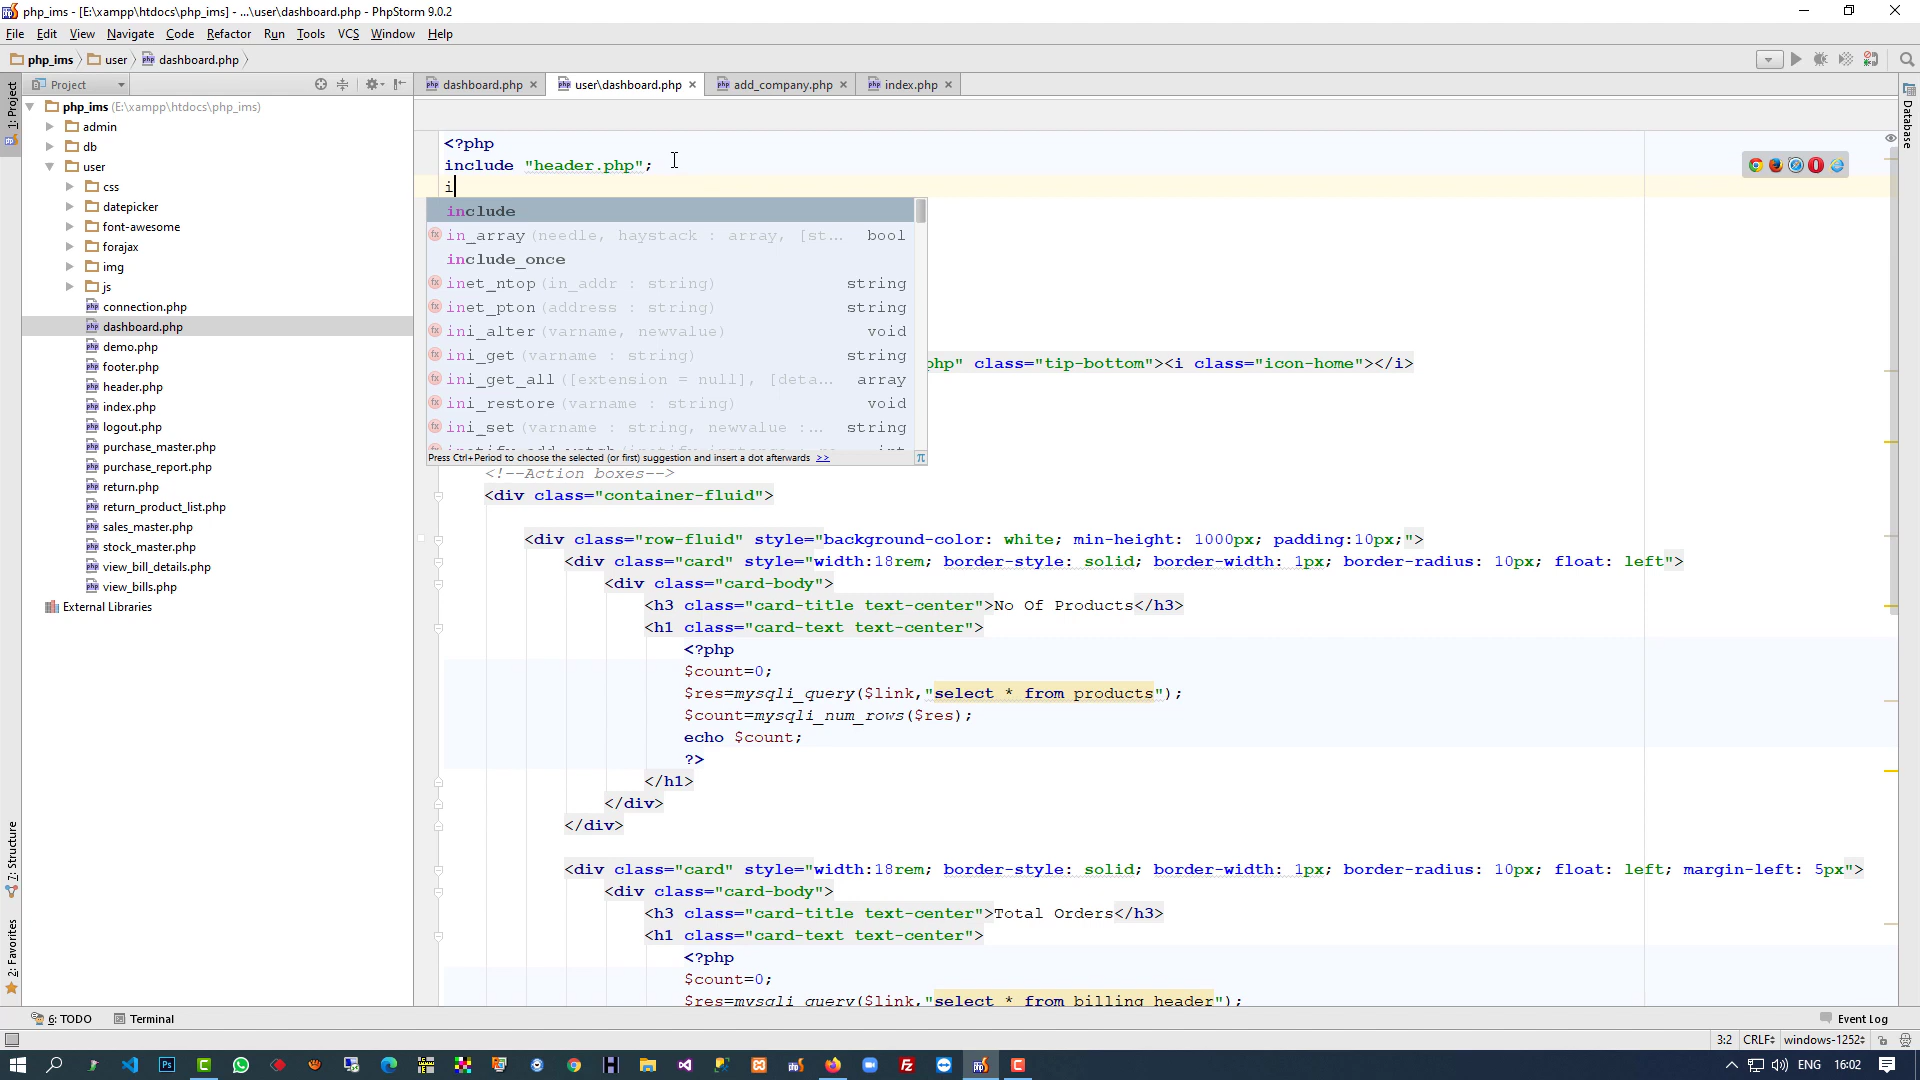 php_ims - [E:\xampp\htdocs\php_ims] - ...\user\dashboard.php - PhpStorm 9.0.2
File Edit View Navigate Code Refactor Run Tools VCS Window Help
php_ims user dashboard.php
Project
dashboard.php user\dashboard.php add_company.php index.php
1: Project
7: Structure
2: Favorites
Database
php_ims (E:\xampp\htdocs\php_ims)
admin
db
user
css
datepicker
font-awesome
forajax
img
js
connection.php
dashboard.php
demo.php
footer.php
header.php
index.php
logout.php
purchase_master.php
purchase_report.php
return.php
return_product_list.php
sales_master.php
stock_master.php
view_bill_details.php
view_bills.php
External Libraries
<?php
include "header.php";
i
include
in_array(needle, haystack : array, [st... bool
include_once
inet_ntop(in_addr : string) string
inet_pton(address : string) string
ini_alter(varname, newvalue) void
ini_get(varname : string) string
ini_get_all([extension = null], [deta... array
ini_restore(varname : string) void
ini_set(varname : string, newvalue :... string
Press Ctrl+Period to choose the selected (or first) suggestion and insert a dot afterwards >>
php" class="tip-bottom"><i class="icon-home"></i>
<!--Action boxes-->
<div class="container-fluid">
<div class="row-fluid" style="background-color: white; min-height: 1000px; padding:10px;">
<div class="card" style="width:18rem; border-style: solid; border-width: 1px; border-radius: 10px; float: left">
<div class="card-body">
<h3 class="card-title text-center">No Of Products</h3>
<h1 class="card-text text-center">
<?php
$count=0;
$res=mysqli_query($link,"select * from products");
$count=mysqli_num_rows($res);
echo $count;
?>
</h1>
</div>
</div>
<div class="card" style="width:18rem; border-style: solid; border-width: 1px; border-radius: 10px; float: left; margin-left: 5px">
<div class="card-body">
<h3 class="card-title text-center">Total Orders</h3>
<h1 class="card-text text-center">
<?php
$count=0;
$res=mysqli_query($link,"select * from billing_header");
6: TODO Terminal Event Log
3:2 CRLF windows-1252
ENG 16:02